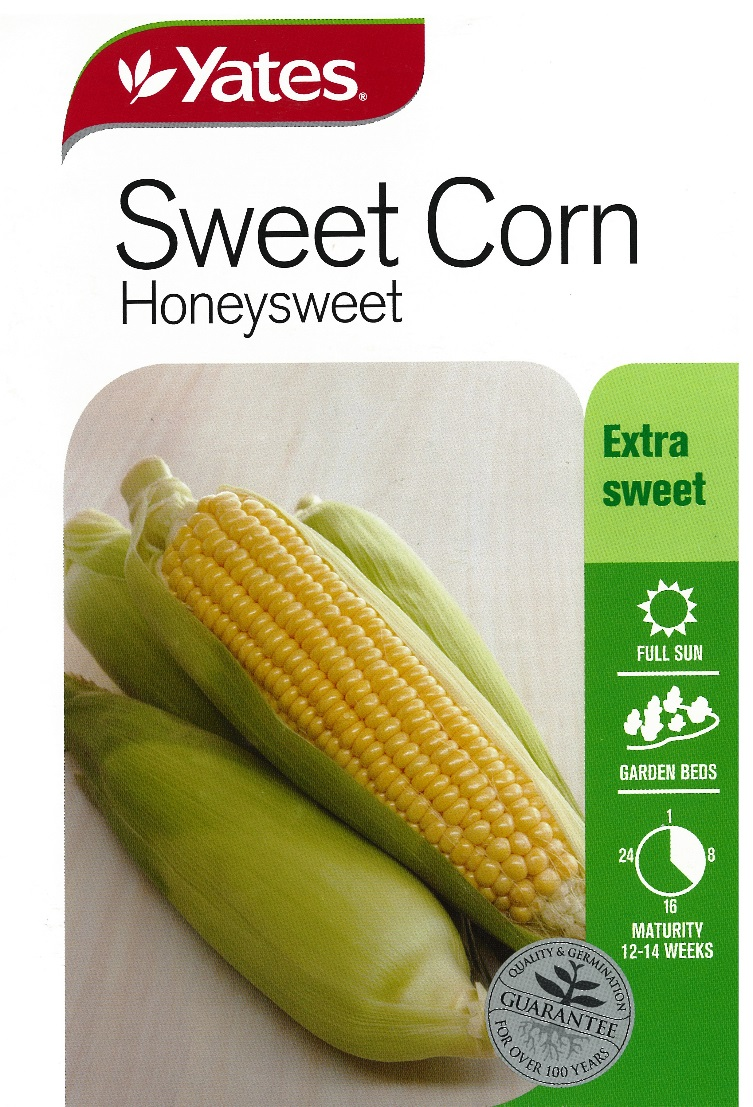 Yates®
Sweet Corn
Honeysweet
Extra
sweet
FULL SUN
GARDEN BEDS
1
24 8
16
MATURITY
12-14 WEEKS
QUALITY & GERMINATION
GUARANTEE
FOR OVER 100 YEARS